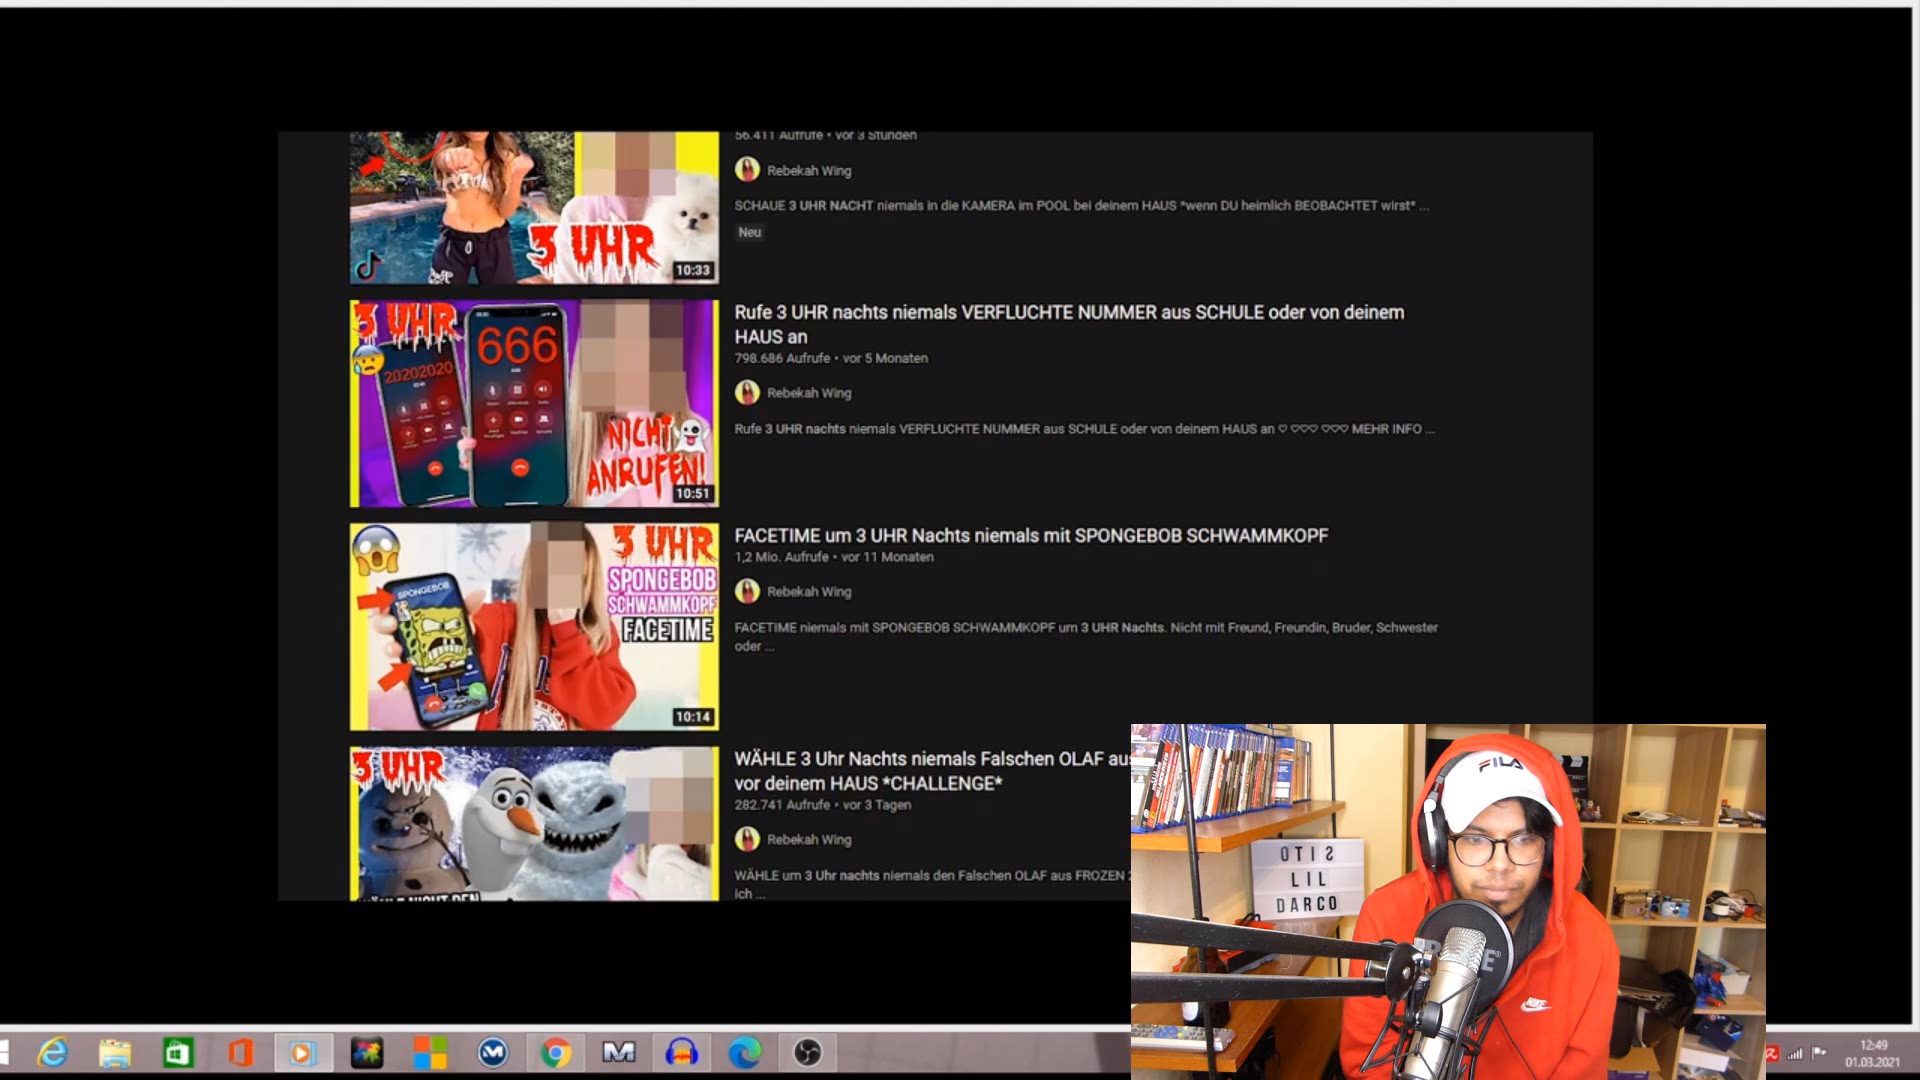 56.411 Aufrufe • vor 3 Stunden
Rebekah Wing
SCHAUE 3 UHR NACHT niemals in die KAMERA im POOL bei deinem HAUS *wenn DU heimlich BEOBACHTET wirst* ...
Neu
3 UHR
10:33
3 UHR
666
20202020
NICHT
ANRUFEN!
10:51
Rufe 3 UHR nachts niemals VERFLUCHTE NUMMER aus SCHULE oder von deinem
HAUS an
798.686 Aufrufe • vor 5 Monaten
Rebekah Wing
Rufe 3 UHR nachts niemals VERFLUCHTE NUMMER aus SCHULE oder von deinem HAUS an ♡ ♡♡♡ ♡♡♡ MEHR INFO ...
3 UHR
SPONGEBOB
SCHWAMMKOPF
FACETIME
SPONGEBOB
10:14
FACETIME um 3 UHR Nachts niemals mit SPONGEBOB SCHWAMMKOPF
1,2 Mio. Aufrufe • vor 11 Monaten
Rebekah Wing
FACETIME niemals mit SPONGEBOB SCHWAMMKOPF um 3 UHR Nachts. Nicht mit Freund, Freundin, Bruder, Schwester
oder ...
3 UHR
WÄHLE 3 Uhr Nachts niemals Falschen OLAF aus
vor deinem HAUS *CHALLENGE*
282.741 Aufrufe • vor 3 Tagen
Rebekah Wing
WÄHLE um 3 Uhr nachts niemals den Falschen OLAF aus FROZEN 2
ich ...
FILA
OTIS
LIL
DARCO
NIKE
12:49
01.03.2021